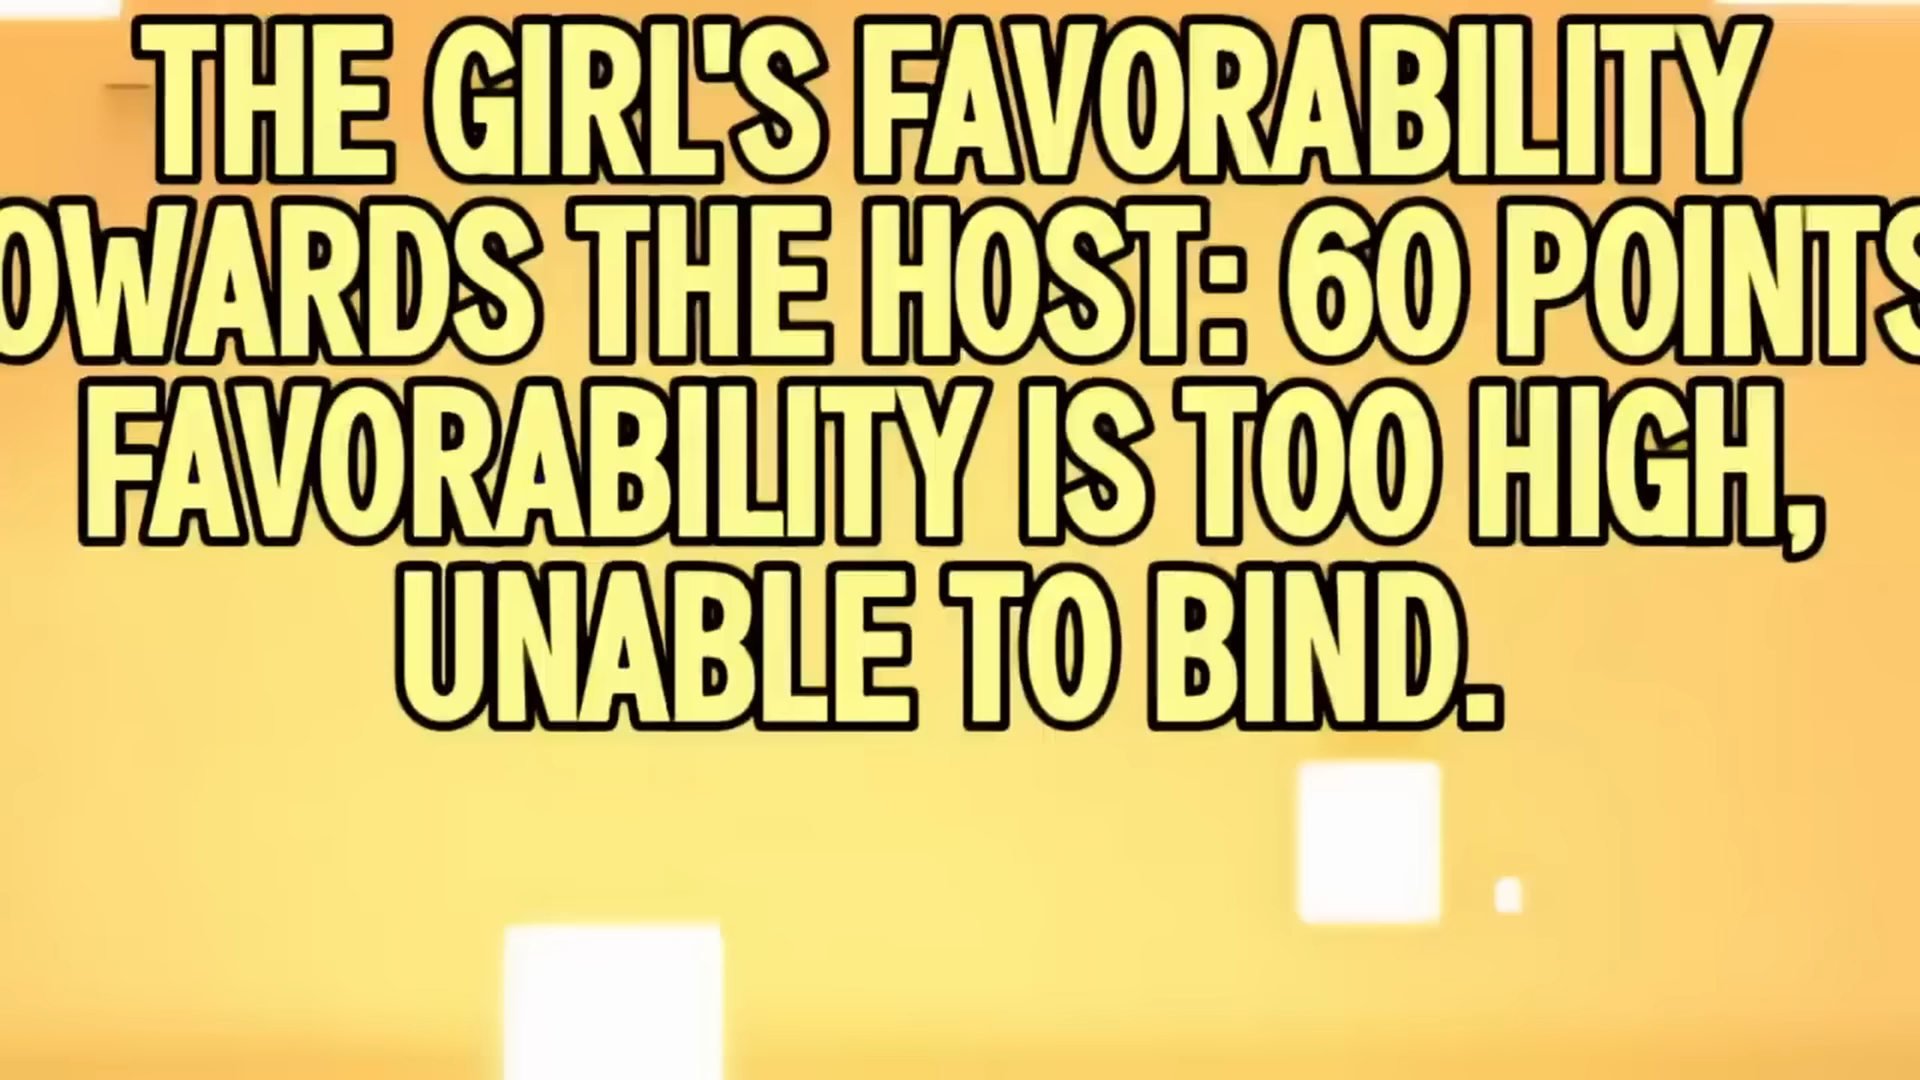 THE GIRL'S FAVORABILITY
OWARDS THE HOST: 60 POINTS
FAVORABILITY IS TOO HIGH,
UNABLE TO BIND.